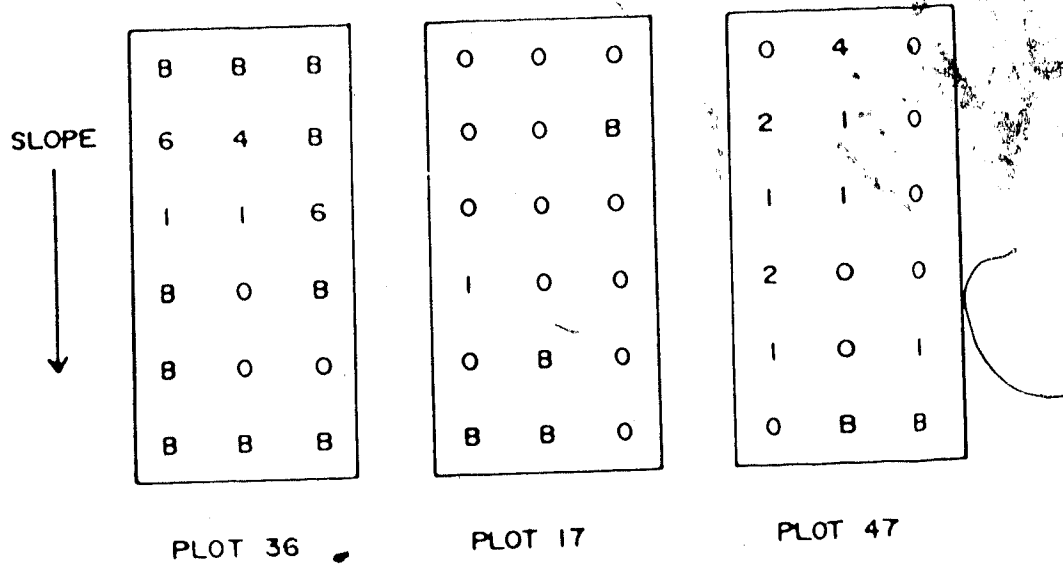 SLOPE
B B B
6 4 B
1 1 6
B 0 B
B 0 0
B B B
PLOT 36
0 0 0
0 0 B
0 0 0
1 0 0
0 B 0
B B 0
PLOT 17
0 4 0
2 1 0
1 1 0
2 0 0
1 0 1
0 B B
PLOT 47